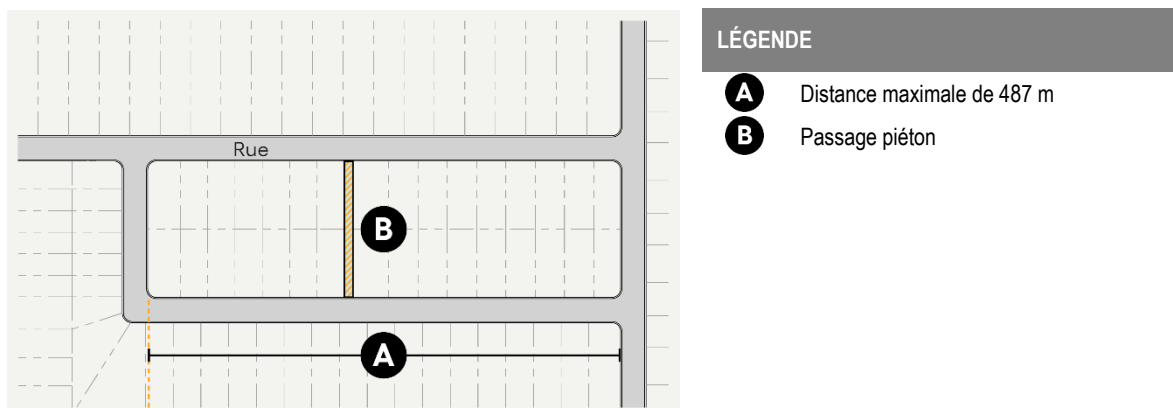 Rue
B
A
LÉGENDE
A Distance maximale de 487 m
B Passage piéton